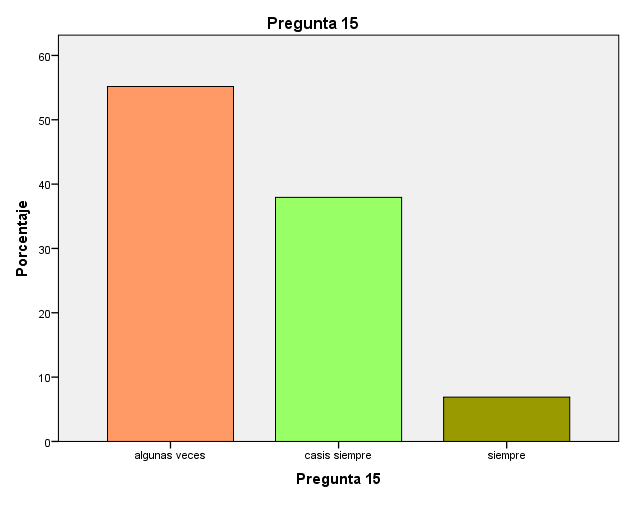 Pregunta 15
60
50
40
30
20
10
0
Porcentaje
algunas veces
casis siempre
siempre
Pregunta 15